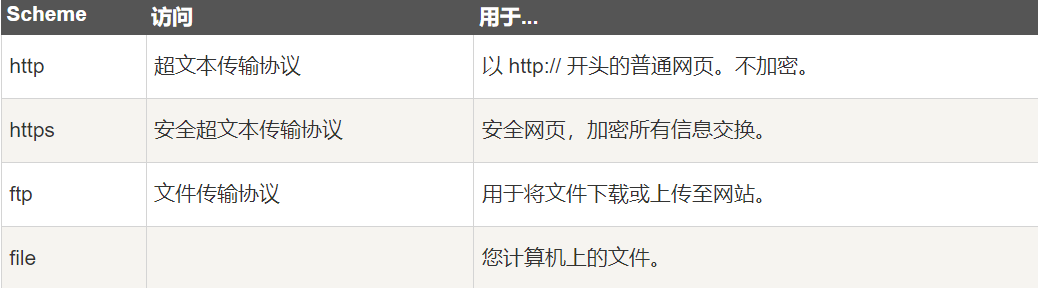 Scheme 访问 用于...
http 超文本传输协议 以 http:// 开头的普通网页。不加密。
https 安全超文本传输协议 安全网页，加密所有信息交换。
ftp 文件传输协议 用于将文件下载或上传至网站。
file 您计算机上的文件。